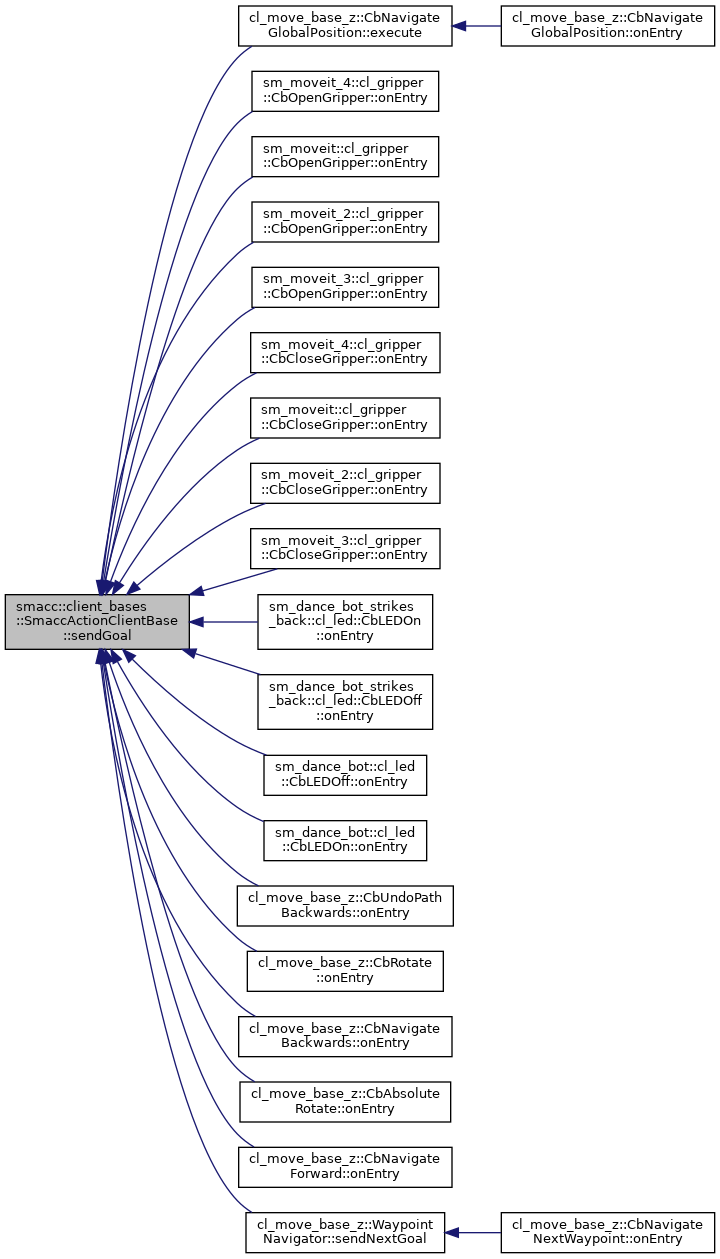 cl_move_base_z::CbNavigate
GlobalPosition::execute
cl_move_base_z::CbNavigate
GlobalPosition::onEntry
sm_moveit_4::cl_gripper
::CbOpenGripper::onEntry
sm_moveit::cl_gripper
::CbOpenGripper::onEntry
sm_moveit_2::cl_gripper
::CbOpenGripper::onEntry
sm_moveit_3::cl_gripper
::CbOpenGripper::onEntry
sm_moveit_4::cl_gripper
::CbCloseGripper::onEntry
sm_moveit::cl_gripper
::CbCloseGripper::onEntry
sm_moveit_2::cl_gripper
::CbCloseGripper::onEntry
sm_moveit_3::cl_gripper
::CbCloseGripper::onEntry
smacc::client_bases
::SmaccActionClientBase
::sendGoal
sm_dance_bot_strikes
_back::cl_led::CbLEDOn
::onEntry
sm_dance_bot_strikes
_back::cl_led::CbLEDOff
::onEntry
sm_dance_bot::cl_led
::CbLEDOff::onEntry
sm_dance_bot::cl_led
::CbLEDOn::onEntry
cl_move_base_z::CbUndoPath
Backwards::onEntry
cl_move_base_z::CbRotate
::onEntry
cl_move_base_z::CbNavigate
Backwards::onEntry
cl_move_base_z::CbAbsolute
Rotate::onEntry
cl_move_base_z::CbNavigate
Forward::onEntry
cl_move_base_z::Waypoint
Navigator::sendNextGoal
cl_move_base_z::CbNavigate
NextWaypoint::onEntry